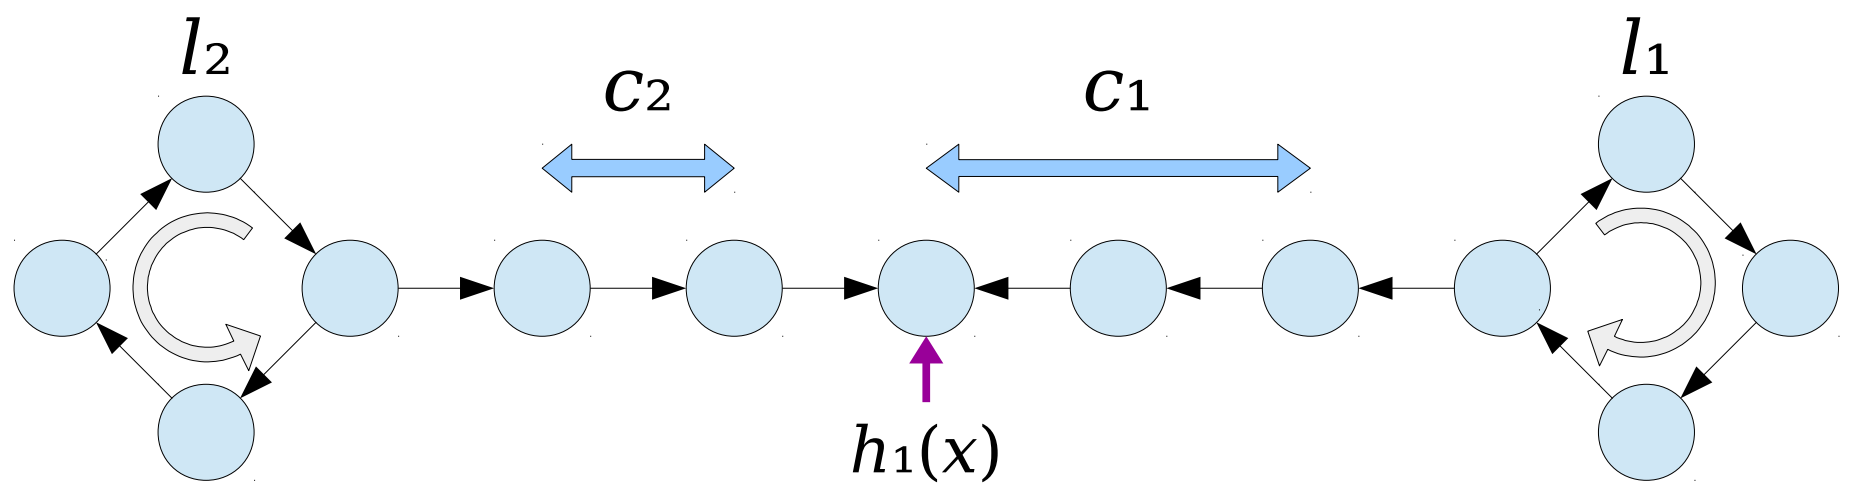 l₂
c₂
c₁
l₁
h₁(x)